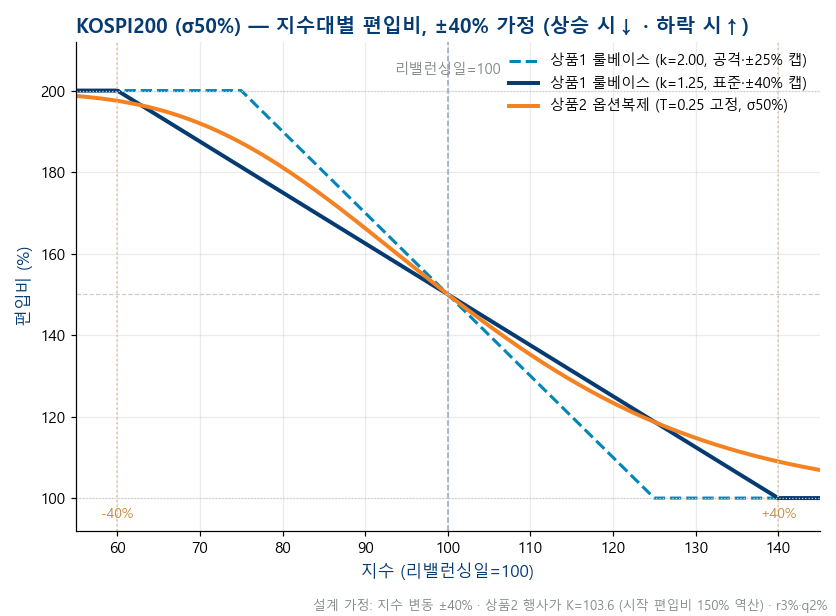 KOSPI200 (σ50%) — 지수대별 편입비, ±40% 가정 (상승 시↓ · 하락 시↑)
리밸런싱일=100
상품1 룰베이스 (k=2.00, 공격·±25% 캡)
상품1 룰베이스 (k=1.25, 표준·±40% 캡)
상품2 옵션복제 (T=0.25 고정, σ50%)
편입비 (%)
200
180
160
140
120
100
-40%
+40%
60 70 80 90 100 110 120 130 140
지수 (리밸런싱일=100)
설계 가정: 지수 변동 ±40% · 상품2 행사가 K=103.6 (시작 편입비 150% 역산) · r3%·q2%